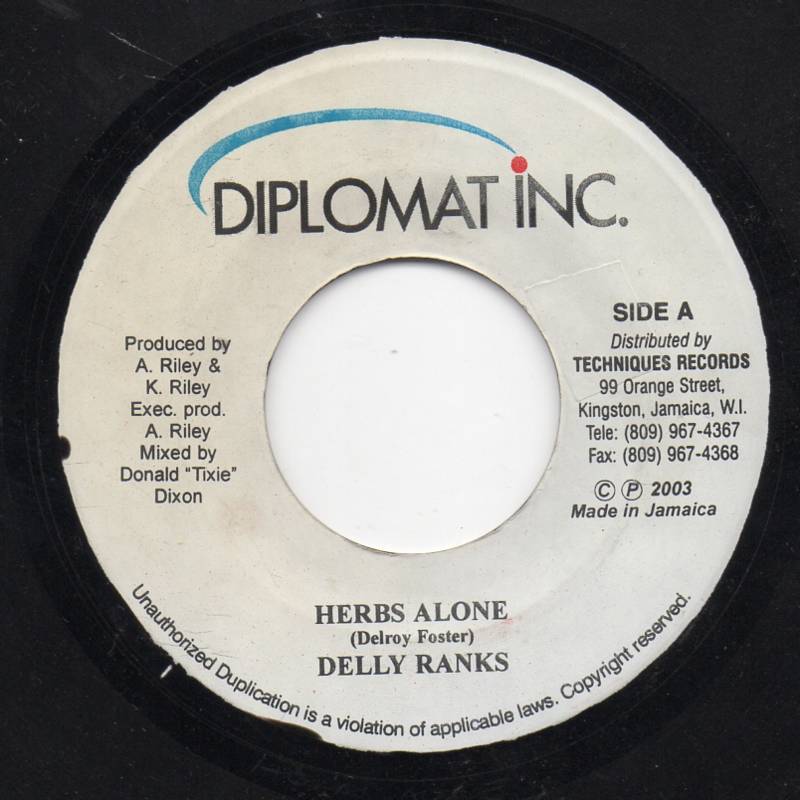 DIPLOMAT iNC.
Produced by
A. Riley &
K. Riley
Exec. prod.
A. Riley
Mixed by
Donald "Tixie"
Dixon
SIDE A
Distributed by
TECHNIQUES RECORDS
99 Orange Street,
Kingston, Jamaica, W.I.
Tele: (809) 967-4367
Fax: (809) 967-4368
© ℗ 2003
Made in Jamaica
HERBS ALONE
(Delroy Foster)
DELLY RANKS
Unauthorized Duplication is a violation of applicable laws. Copyright reserved.